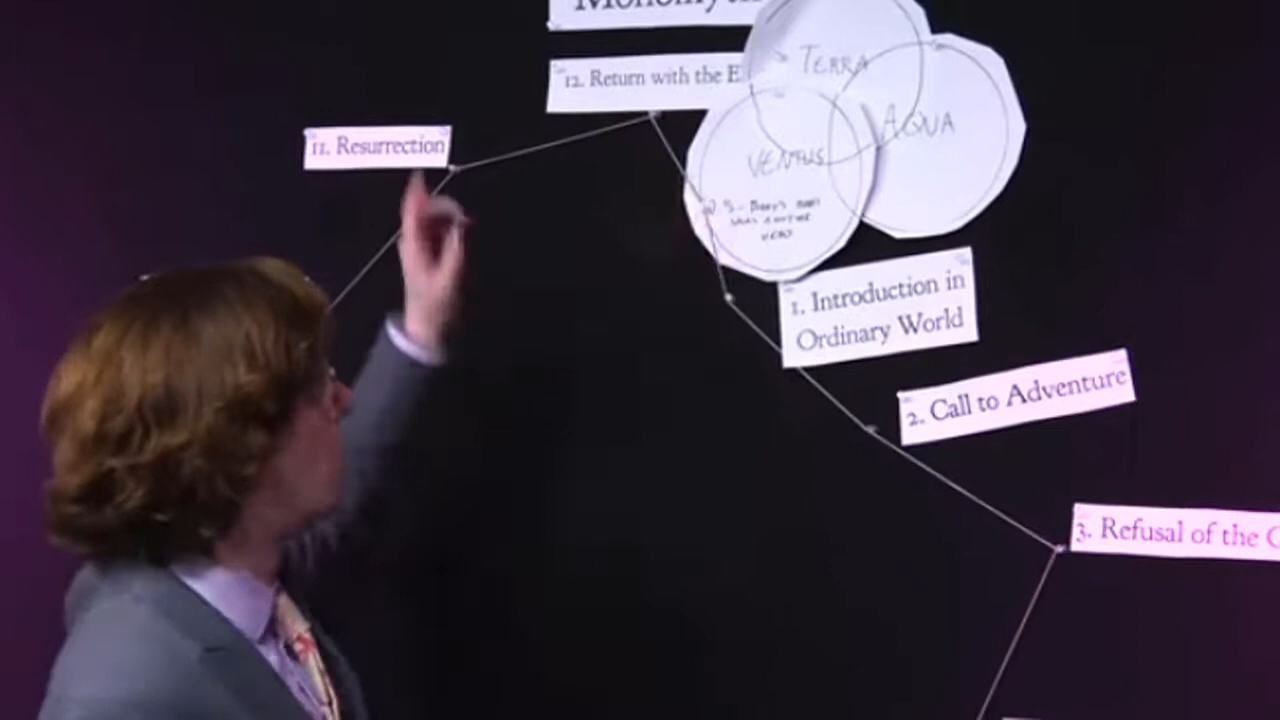 Monomyth
12. Return with the E
11. Resurrection
TERRA
AQUA
VENTUS
1. Introduction in
Ordinary World
2. Call to Adventure
3. Refusal of the C